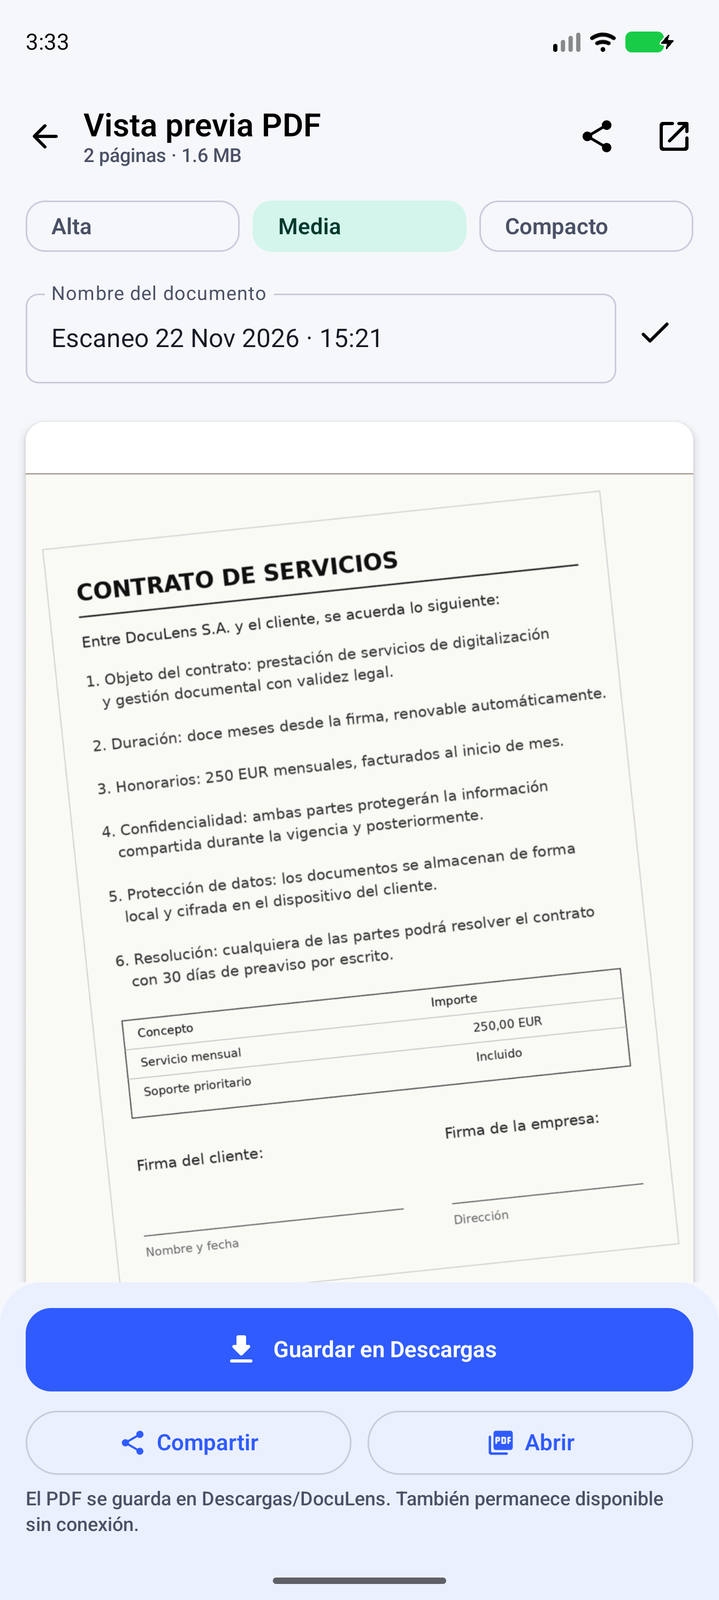 3:33
Vista previa PDF
2 páginas · 1.6 MB
Alta
Media
Compacto
Nombre del documento
Escaneo 22 Nov 2026 · 15:21
CONTRATO DE SERVICIOS
Entre DocuLens S.A. y el cliente, se acuerda lo siguiente:
1. Objeto del contrato: prestación de servicios de digitalización
y gestión documental con validez legal.
2. Duración: doce meses desde la firma, renovable automáticamente.
3. Honorarios: 250 EUR mensuales, facturados al inicio de mes.
4. Confidencialidad: ambas partes protegerán la información
compartida durante la vigencia y posteriormente.
5. Protección de datos: los documentos se almacenan de forma
local y cifrada en el dispositivo del cliente.
6. Resolución: cualquiera de las partes podrá resolver el contrato
con 30 días de preaviso por escrito.
Concepto Importe
Servicio mensual 250,00 EUR
Soporte prioritario Incluido
Firma del cliente: Firma de la empresa:
Nombre y fecha Dirección
Guardar en Descargas
Compartir
PDF Abrir
El PDF se guarda en Descargas/DocuLens. También permanece disponible
sin conexión.